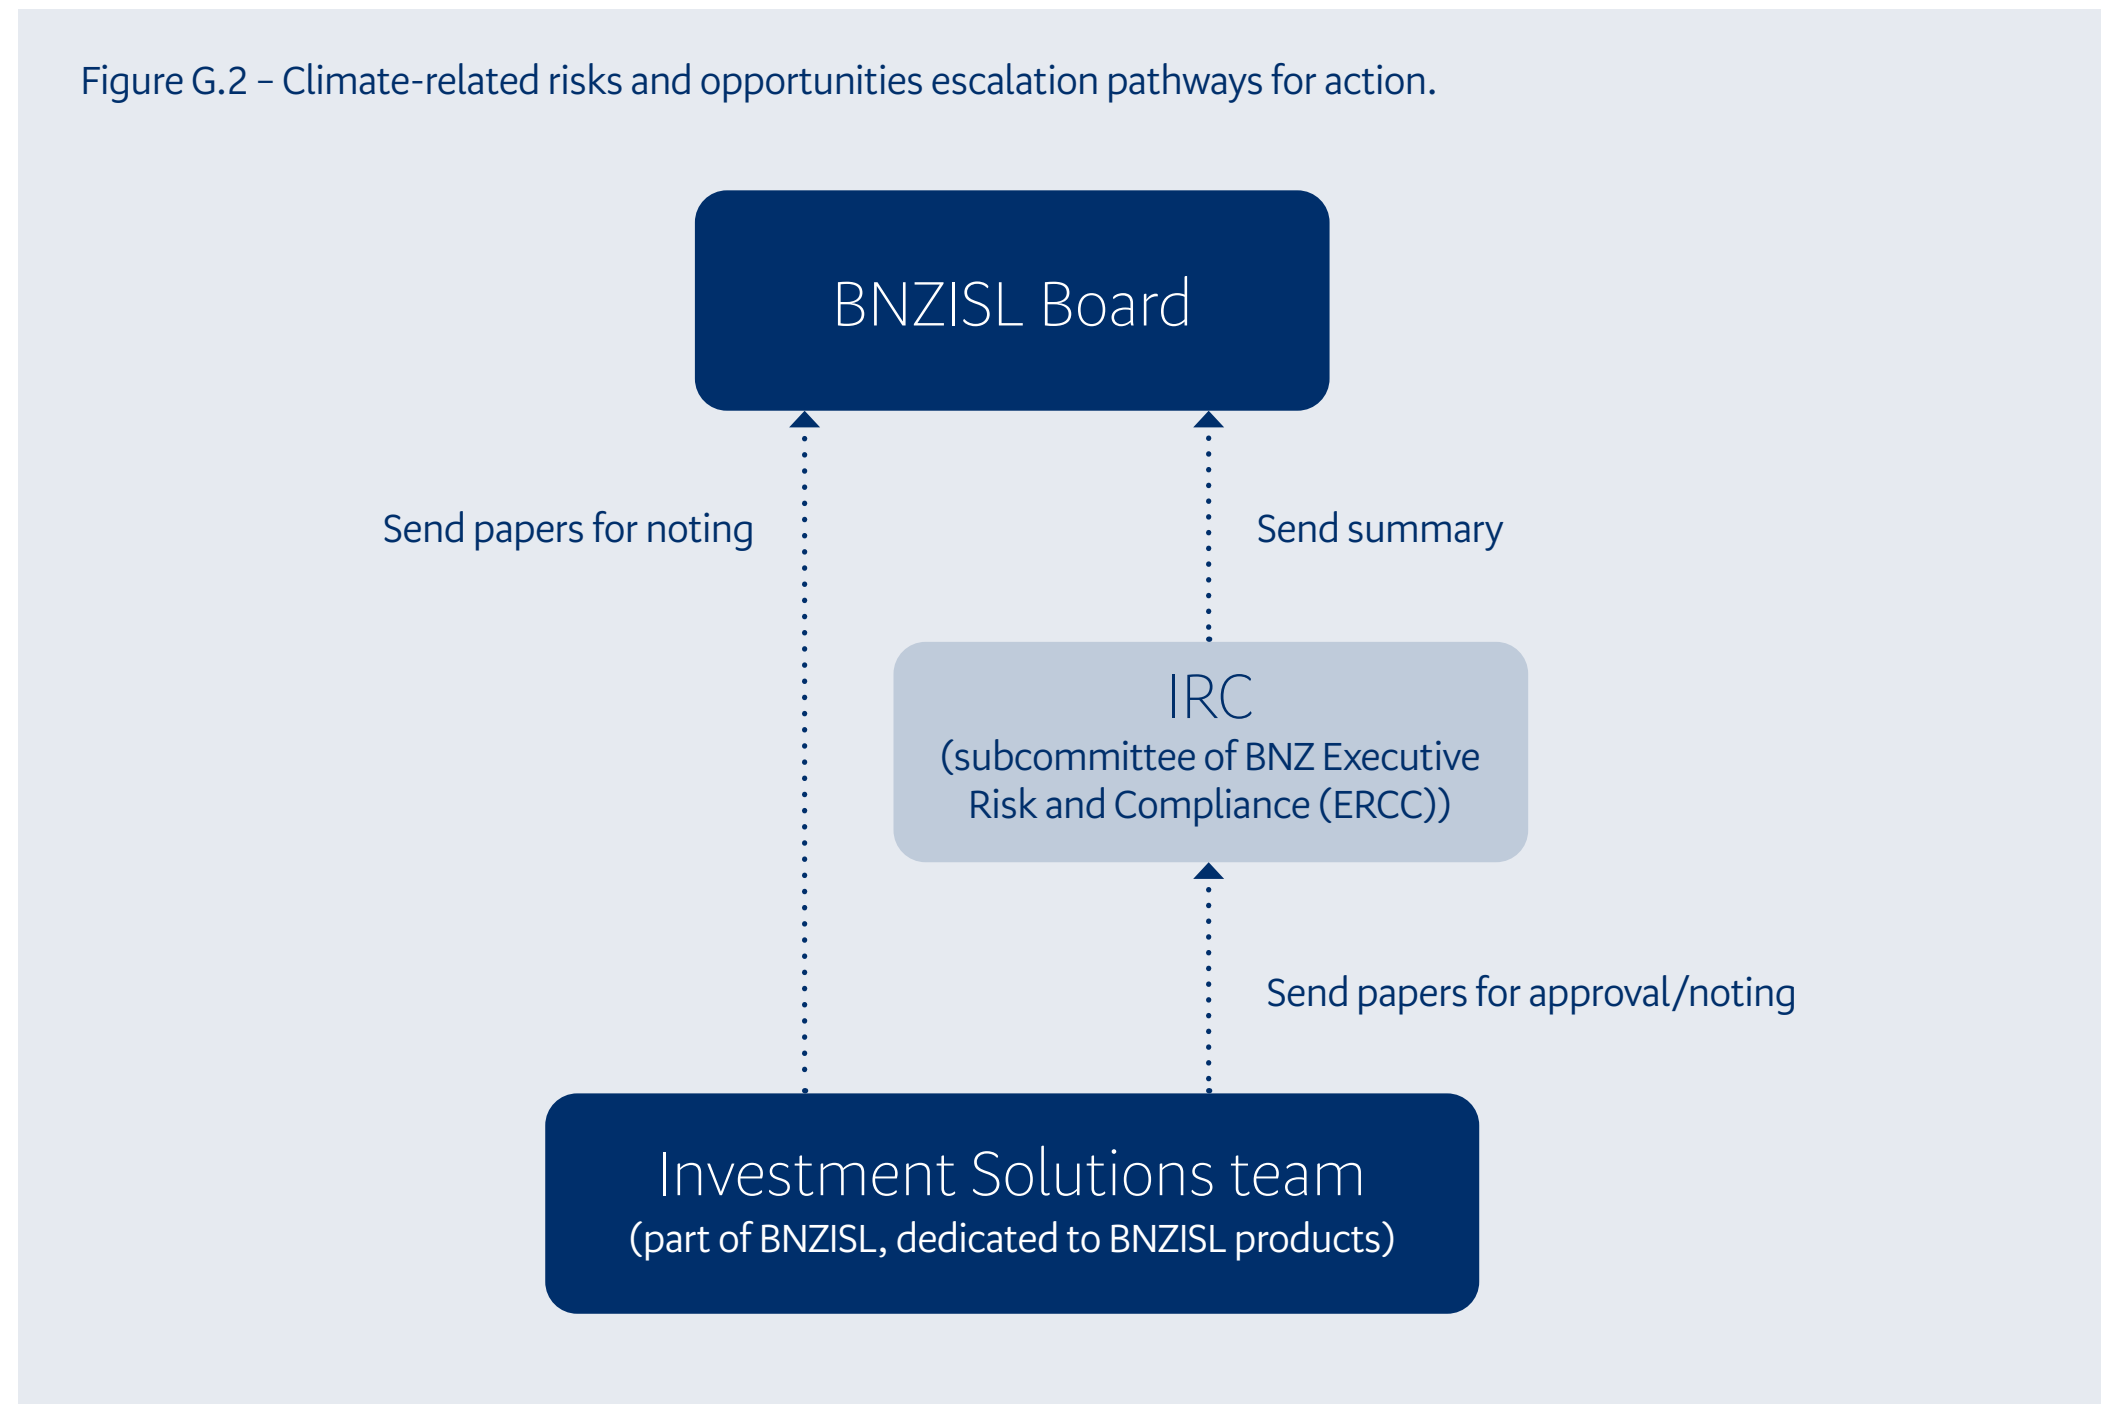 Figure G.2 – Climate-related risks and opportunities escalation pathways for action.
BNZISL Board
Send papers for noting
Send summary
IRC
(subcommittee of BNZ Executive
Risk and Compliance (ERCC))
Send papers for approval/noting
Investment Solutions team
(part of BNZISL, dedicated to BNZISL products)